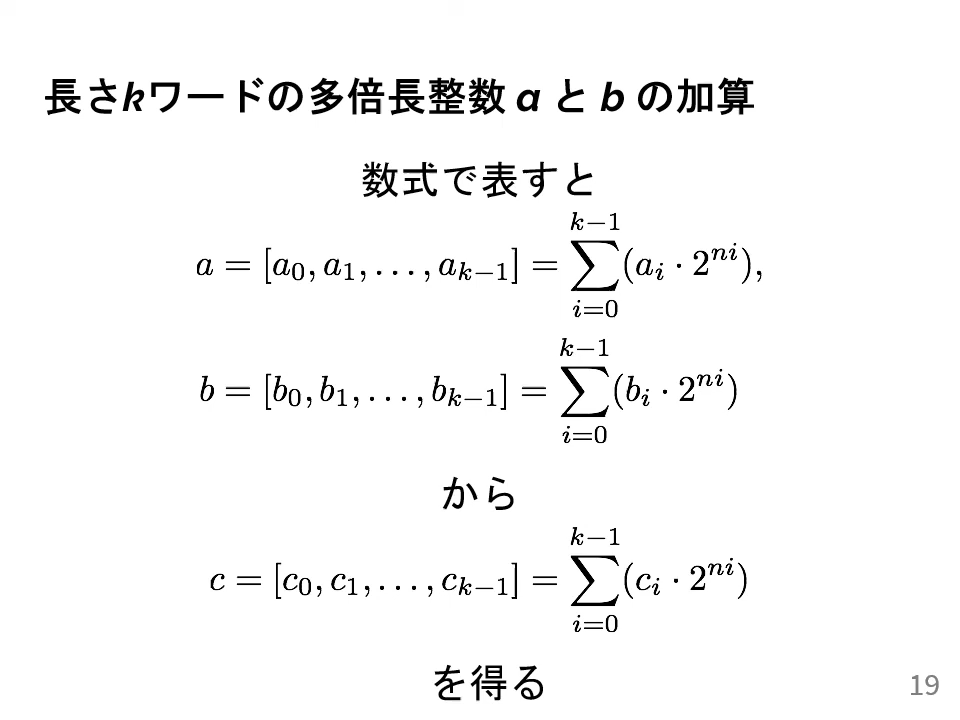 長さkワードの多倍長整数 a と b の加算
数式で表すと
a = [a_0, a_1, . . . , a_{k−1}] = \sum_{i=0}^{k−1}(a_i · 2^{ni}),
b = [b_0, b_1, . . . , b_{k−1}] = \sum_{i=0}^{k−1}(b_i · 2^{ni})
から
c = [c_0, c_1, . . . , c_{k−1}] = \sum_{i=0}^{k−1}(c_i · 2^{ni})
を得る
19